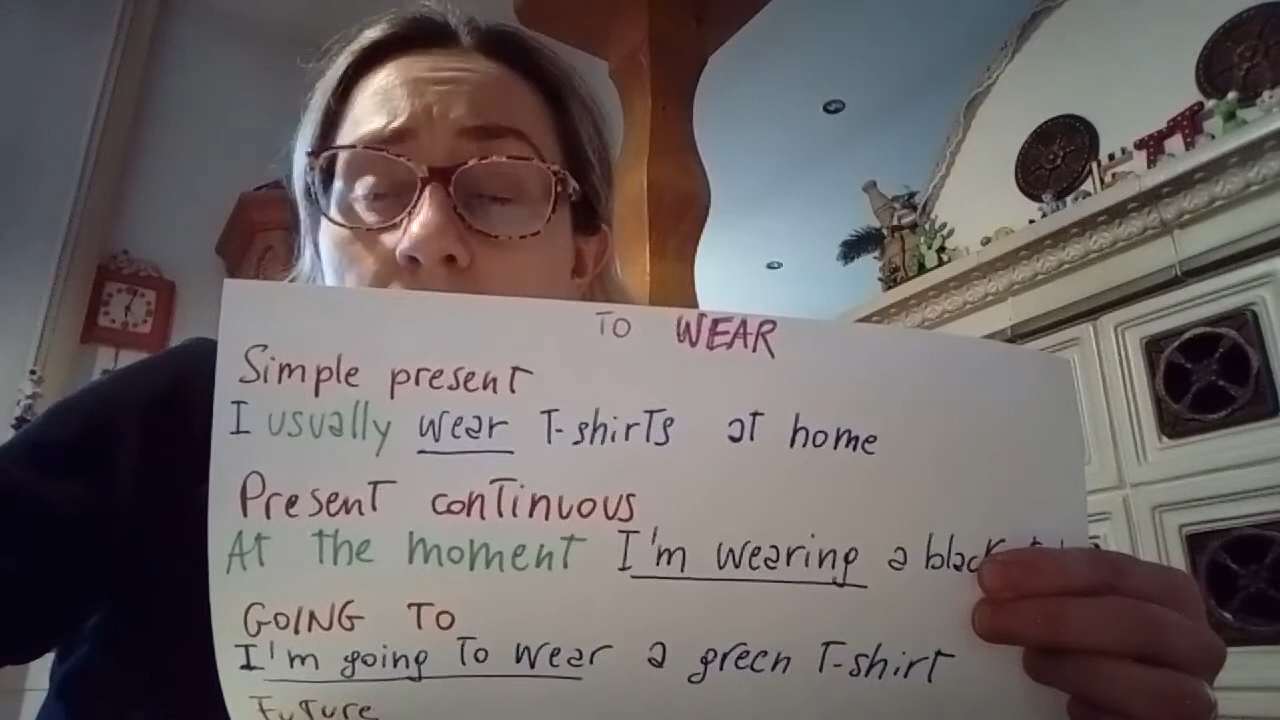 TO WEAR
Simple present
I usually wear T-shirts at home
Present continuous
At the moment I'm wearing a black
GOING TO
I'm going To wear a green T-shirt
Future